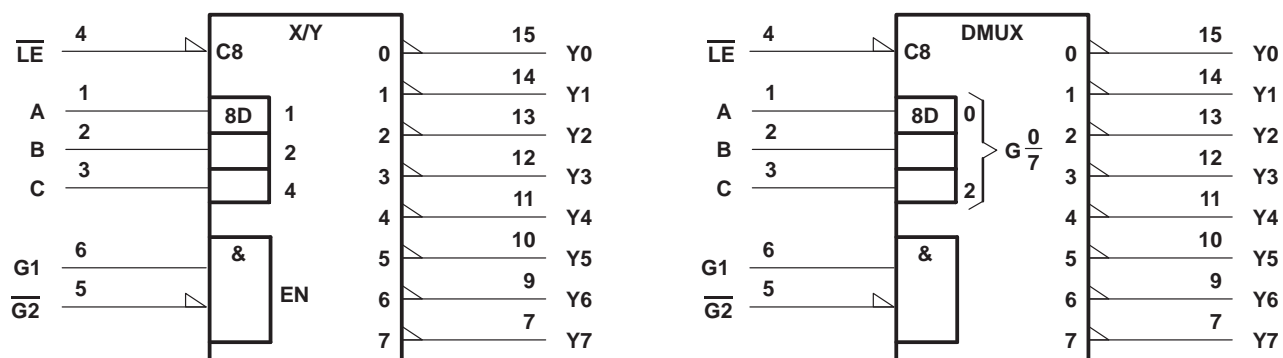 X/Y
4 15
LE C8 0 Y0
1 14
A 8D 1 1 Y1
2 13
B 2 2 Y2
3 12
C 4 3 Y3
11
4 Y4
6 & 10
G1 5 Y5
5 EN 9
G2 6 Y6
7
7 Y7
DMUX
4 15
LE C8 0 Y0
1 14
A 8D 0 1 Y1
2 13
B G 0/7 2 Y2
3 12
C 2 3 Y3
11
4 Y4
6 & 10
G1 5 Y5
5 9
G2 6 Y6
7
7 Y7